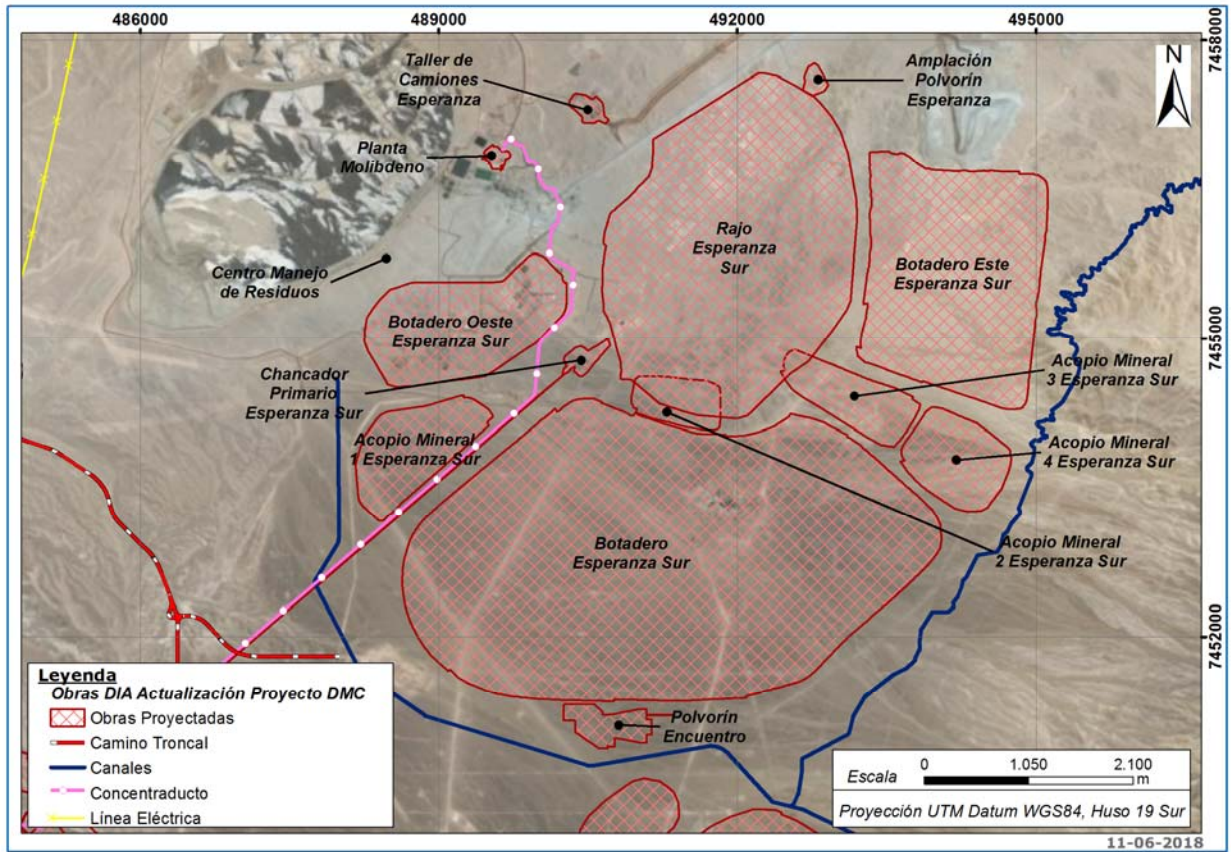 486000
489000
492000
495000
7458000
Taller de
Camiones
Esperanza
Amplación
Polvorín
Esperanza
N
Planta
Molibdeno
Rajo
Esperanza
Sur
Centro Manejo
de Residuos
Botadero Este
Esperanza Sur
Botadero Oeste
Esperanza Sur
7455000
Chancador
Primario
Esperanza Sur
Acopio Mineral
3 Esperanza Sur
Acopio Mineral
1 Esperanza Sur
Acopio Mineral
4 Esperanza Sur
Botadero
Esperanza Sur
Acopio Mineral
2 Esperanza Sur
7452000
Leyenda
Obras DIA Actualización Proyecto DMC
Obras Proyectadas
Camino Troncal
Canales
Concentraducto
Línea Eléctrica
Polvorín
Encuentro
Escala
0 1.050 2.100
m
Proyección UTM Datum WGS84, Huso 19 Sur
11-06-2018